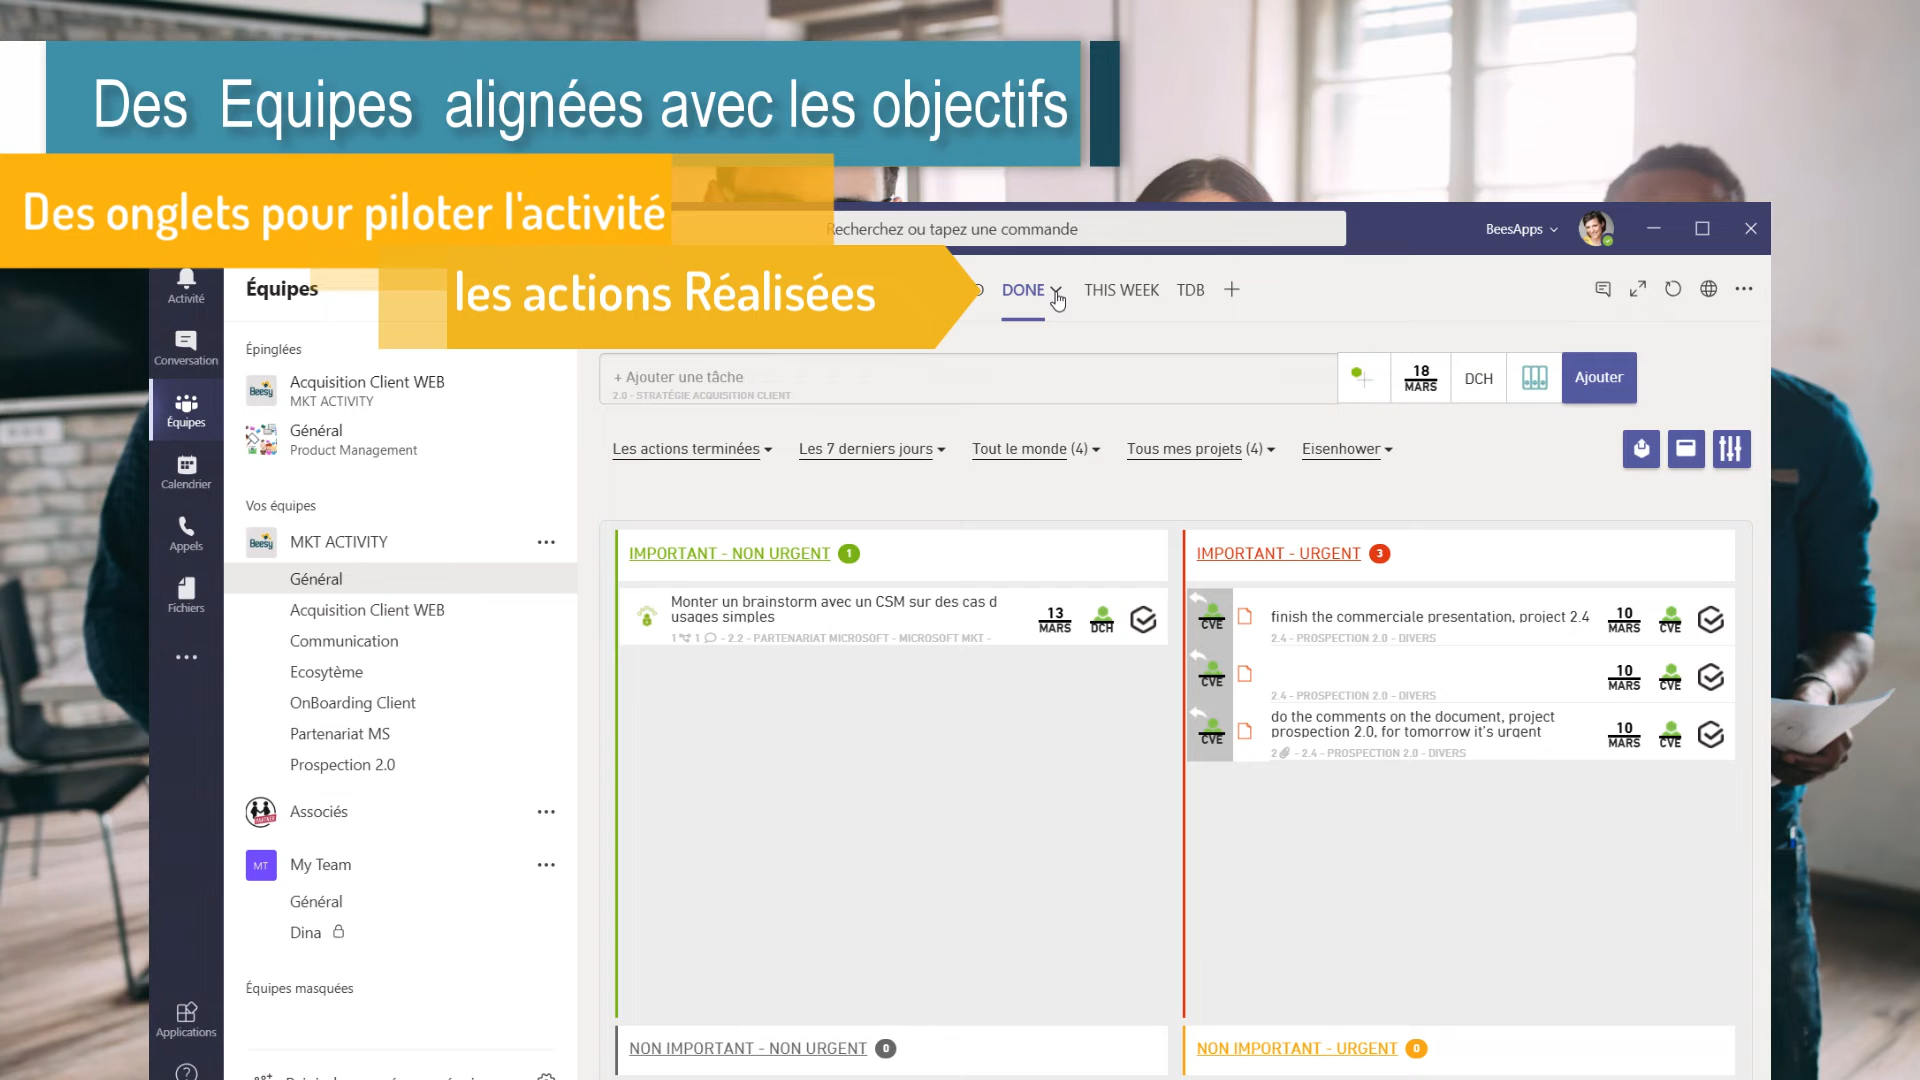 Des Equipes alignées avec les objectifs
Des onglets pour piloter l'activité
Recherchez ou tapez une commande
BeesApps
les actions Réalisées
Activité
Équipes
DONE
THIS WEEK
TDB
Conversation
Équipes
Calendrier
Appels
Fichiers
Applications
Épinglées
Beesy
Acquisition Client WEB
MKT ACTIVITY
Général
Product Management
Vos équipes
Beesy
MKT ACTIVITY
Général
Acquisition Client WEB
Communication
Ecosytème
OnBoarding Client
Partenariat MS
Prospection 2.0
Associés
MT
My Team
Général
Dina
Équipes masquées
+ Ajouter une tâche
2.0 - STRATÉGIE ACQUISITION CLIENT
18 MARS
DCH
Ajouter
Les actions terminées
Les 7 derniers jours
Tout le monde (4)
Tous mes projets (4)
Eisenhower
IMPORTANT - NON URGENT 1
Monter un brainstorm avec un CSM sur des cas d
usages simples
1 1 - 2.2 - PARTENARIAT MICROSOFT - MICROSOFT MKT -
13 MARS
DCH
IMPORTANT - URGENT 3
CVE
finish the commerciale presentation, project 2.4
2.4 - PROSPECTION 2.0 - DIVERS
10 MARS
CVE
CVE
2.4 - PROSPECTION 2.0 - DIVERS
10 MARS
CVE
CVE
do the comments on the document, project
prospection 2.0, for tomorrow it's urgent
2 - 2.4 - PROSPECTION 2.0 - DIVERS
10 MARS
CVE
NON IMPORTANT - NON URGENT 0
NON IMPORTANT - URGENT 0